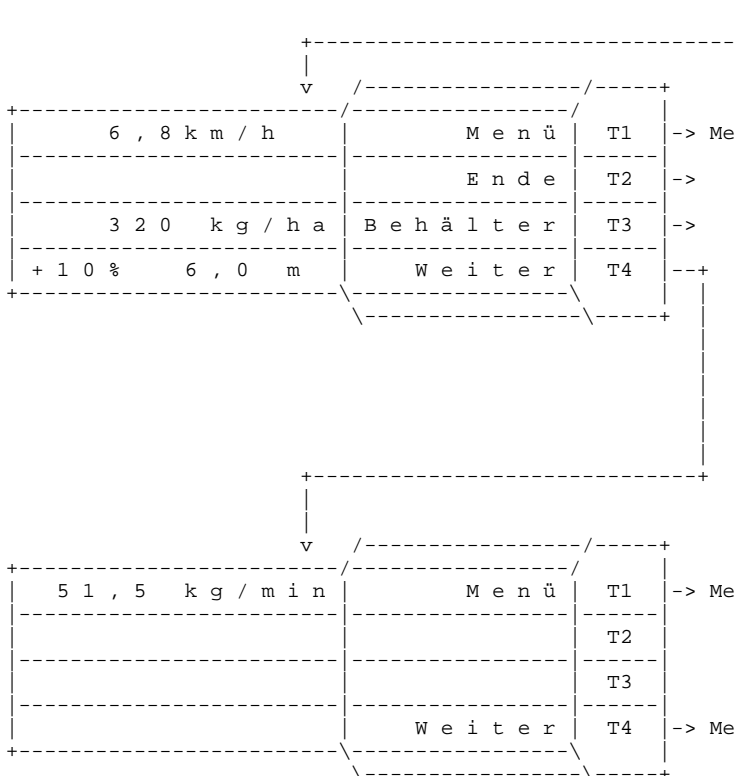 6,8km/h Menü T1 -> Me
Ende T2 ->
320 kg/ha Behälter T3 ->
+10% 6,0 m Weiter T4
51,5 kg/min Menü T1 -> Me
T2
T3
Weiter T4 -> Me